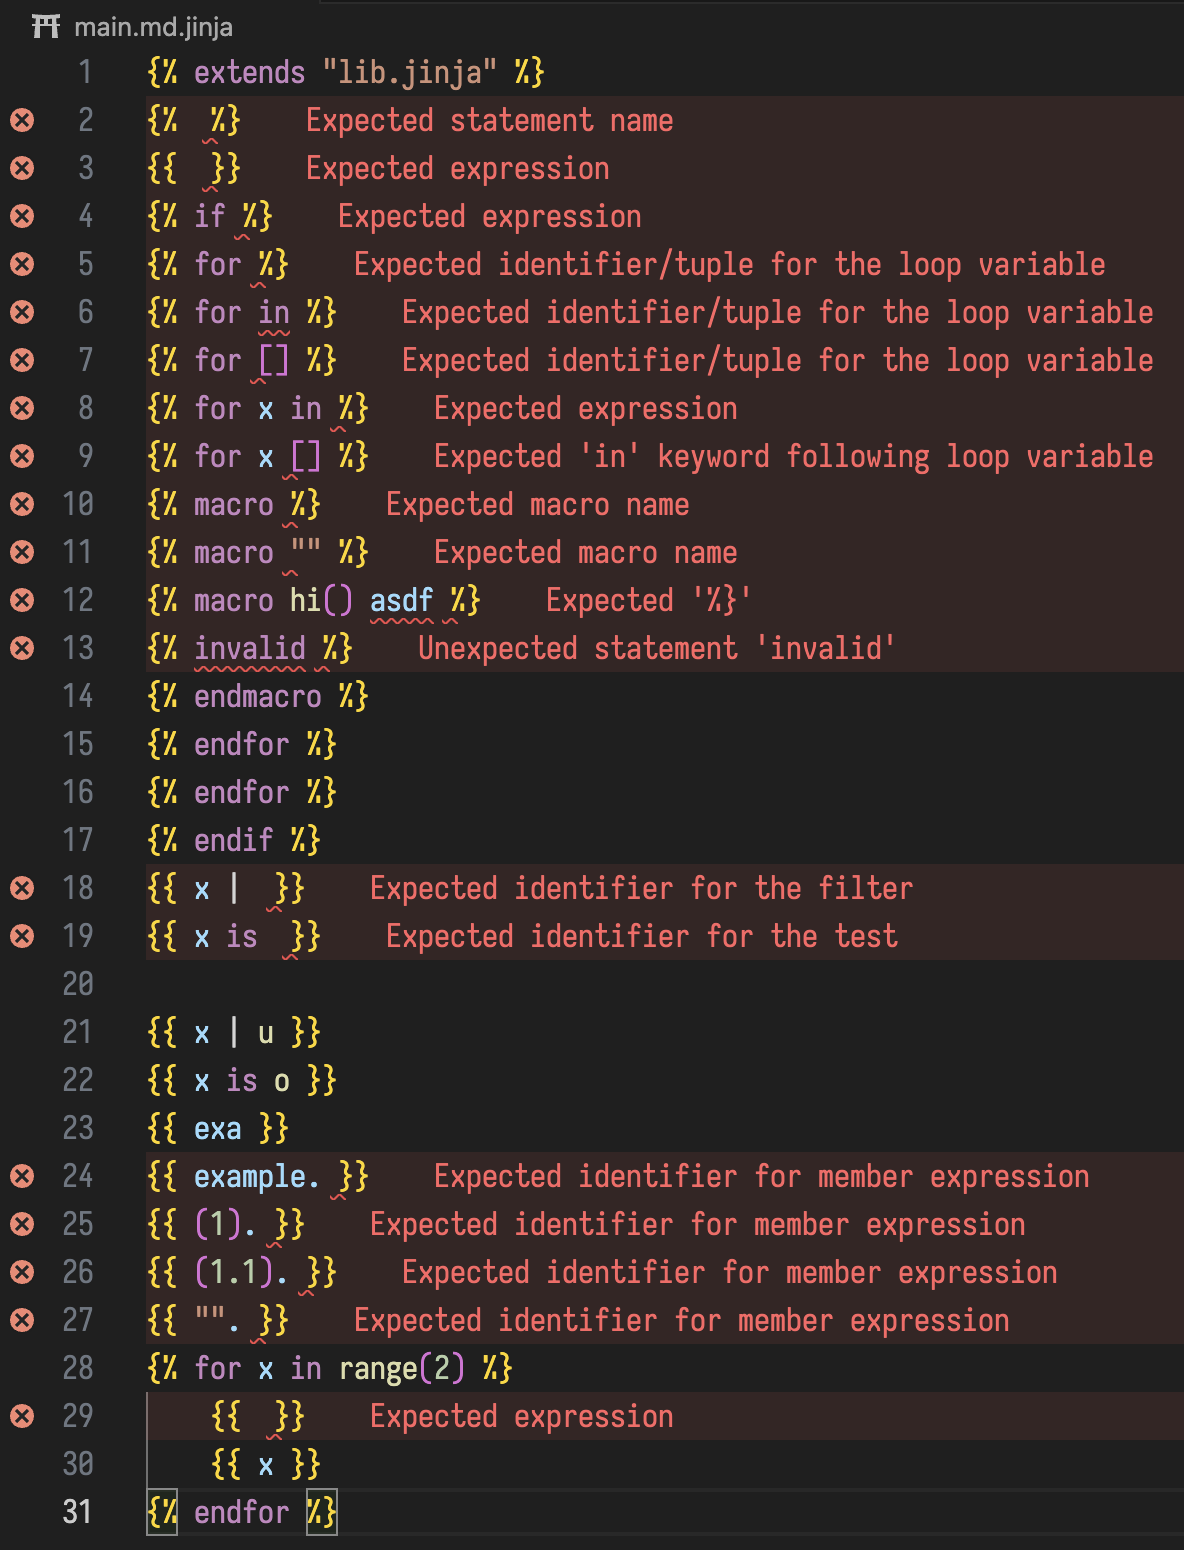 main.md.jinja
1 {% extends "lib.jinja" %}
2 {%  %}    Expected statement name
3 {{  }}    Expected expression
4 {% if %}    Expected expression
5 {% for %}    Expected identifier/tuple for the loop variable
6 {% for in %}    Expected identifier/tuple for the loop variable
7 {% for [] %}    Expected identifier/tuple for the loop variable
8 {% for x in %}    Expected expression
9 {% for x [] %}    Expected 'in' keyword following loop variable
10 {% macro %}    Expected macro name
11 {% macro "" %}    Expected macro name
12 {% macro hi() asdf %}    Expected '%}'
13 {% invalid %}    Unexpected statement 'invalid'
14 {% endmacro %}
15 {% endfor %}
16 {% endfor %}
17 {% endif %}
18 {{ x |  }}    Expected identifier for the filter
19 {{ x is  }}    Expected identifier for the test
20
21 {{ x | u }}
22 {{ x is o }}
23 {{ exa }}
24 {{ example. }}    Expected identifier for member expression
25 {{ (1). }}    Expected identifier for member expression
26 {{ (1.1). }}    Expected identifier for member expression
27 {{ "". }}    Expected identifier for member expression
28 {% for x in range(2) %}
29     {{  }}    Expected expression
30     {{ x }}
31 {% endfor %}